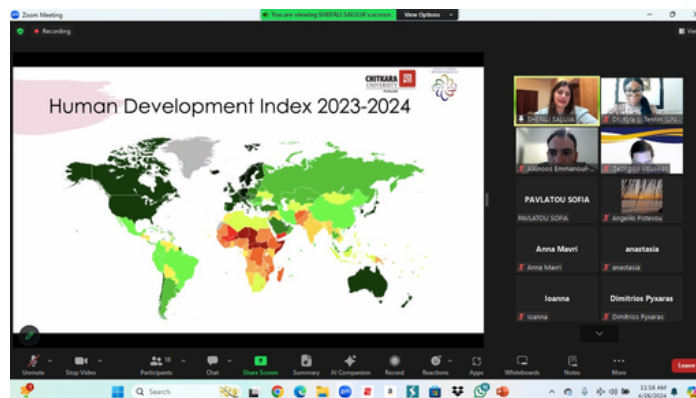 Zoom Meeting
You are viewing SHEFALI SALUJA's screen
View Options
Recording
CHITKARA
UNIVERSITY
Human Development Index 2023-2024
SHEFALI SALUJA
PAVLATOU SOFIA
PAVLATOU SOFIA
Angeliki Pistevou
Anna Mavri
anastasia
Anna Mavri
anastasia
Ioanna
Dimitrios Pyxaras
Ioanna
Dimitrios Pyxaras
Unmute
Stop Video
Participants
18
Chat
Share Screen
Summary
AI Companion
Record
Reactions
Apps
Whiteboards
Notes
More
Leave
Search
11:16 AM
4/26/2024